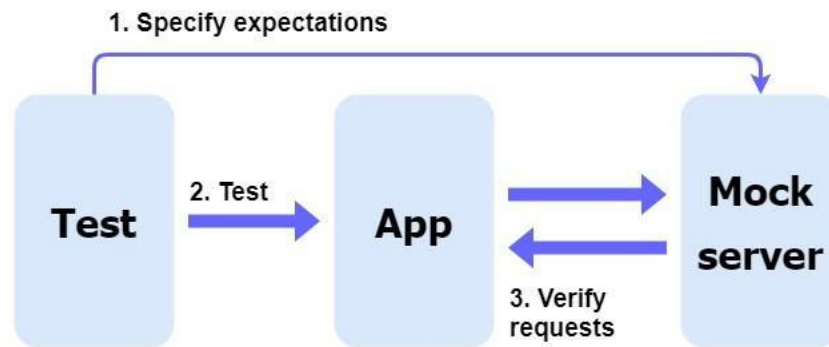 1. Specify expectations
Test
2. Test
App
3. Verify
requests
Mock
server